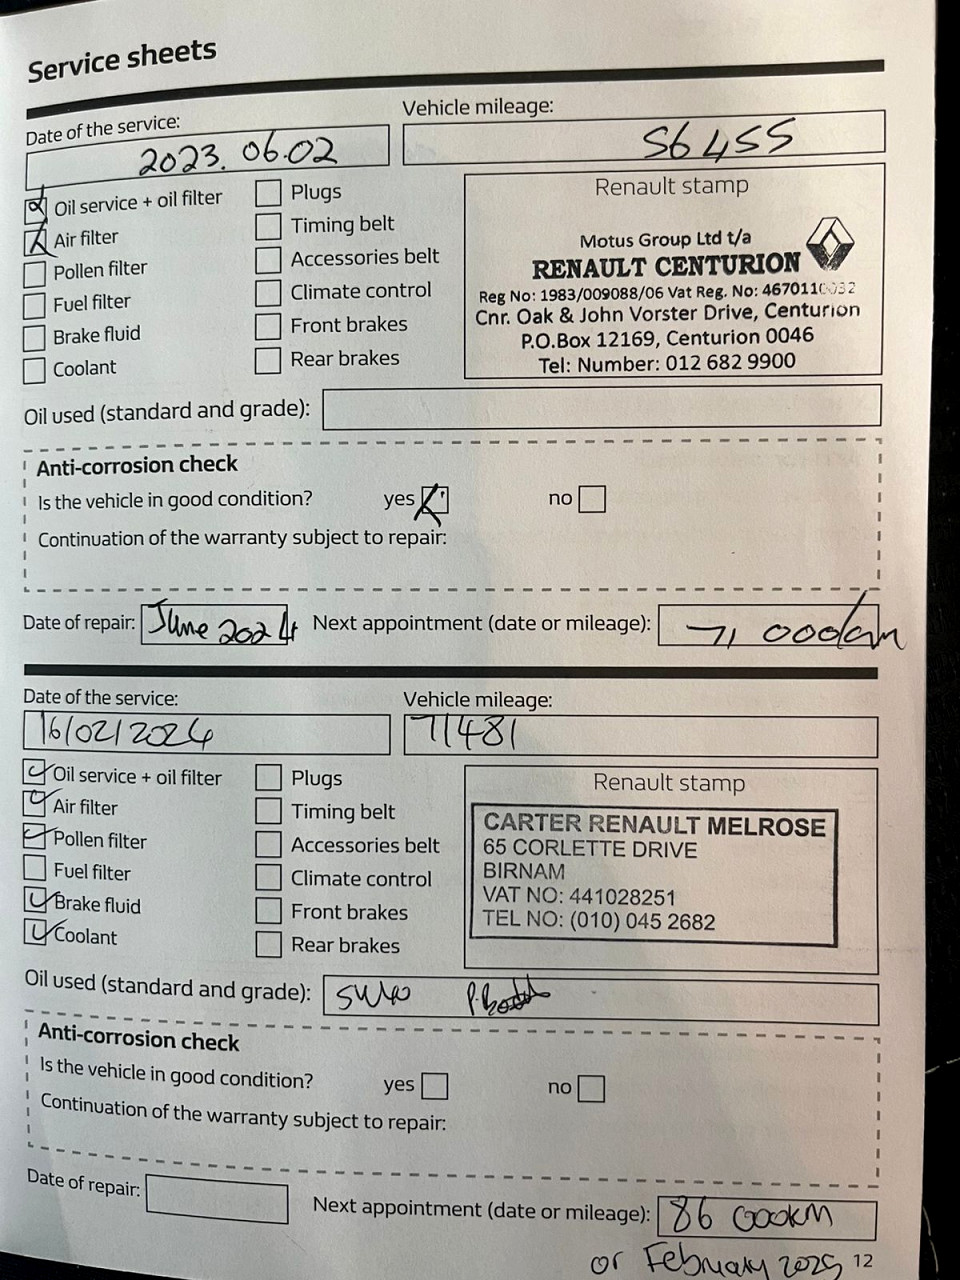 Service sheets
Date of the service: Vehicle mileage:
2023.06.02 56455
Oil service + oil filter Plugs Renault stamp
Air filter Timing belt Motus Group Ltd t/a
Pollen filter Accessories belt RENAULT CENTURION
Fuel filter Climate control Reg No: 1983/009088/06 Vat Reg. No:
Brake fluid Front brakes Cnr. Oak & John Vorster Drive, Centurion
Coolant Rear brakes P.O.Box 12169, Centurion 0046
Tel: Number: 012 682 9900
Oil used (standard and grade):
Anti-corrosion check
Is the vehicle in good condition? yes no
Continuation of the warranty subject to repair:
Date of repair: June 2024 Next appointment (date or mileage): 71 000km
Date of the service: Vehicle mileage:
16/02/2024 71481
Oil service + oil filter Plugs Renault stamp
Air filter Timing belt CARTER RENAULT MELROSE
Pollen filter Accessories belt 65 CORLETTE DRIVE
Fuel filter Climate control BIRNAM
Brake fluid Front brakes VAT NO: 441028251
Coolant Rear brakes TEL NO: (010) 045 2682
Oil used (standard and grade): 5W40
Anti-corrosion check
Is the vehicle in good condition? yes no
Continuation of the warranty subject to repair:
Date of repair: Next appointment (date or mileage): 86 000KM
or February 2025 12